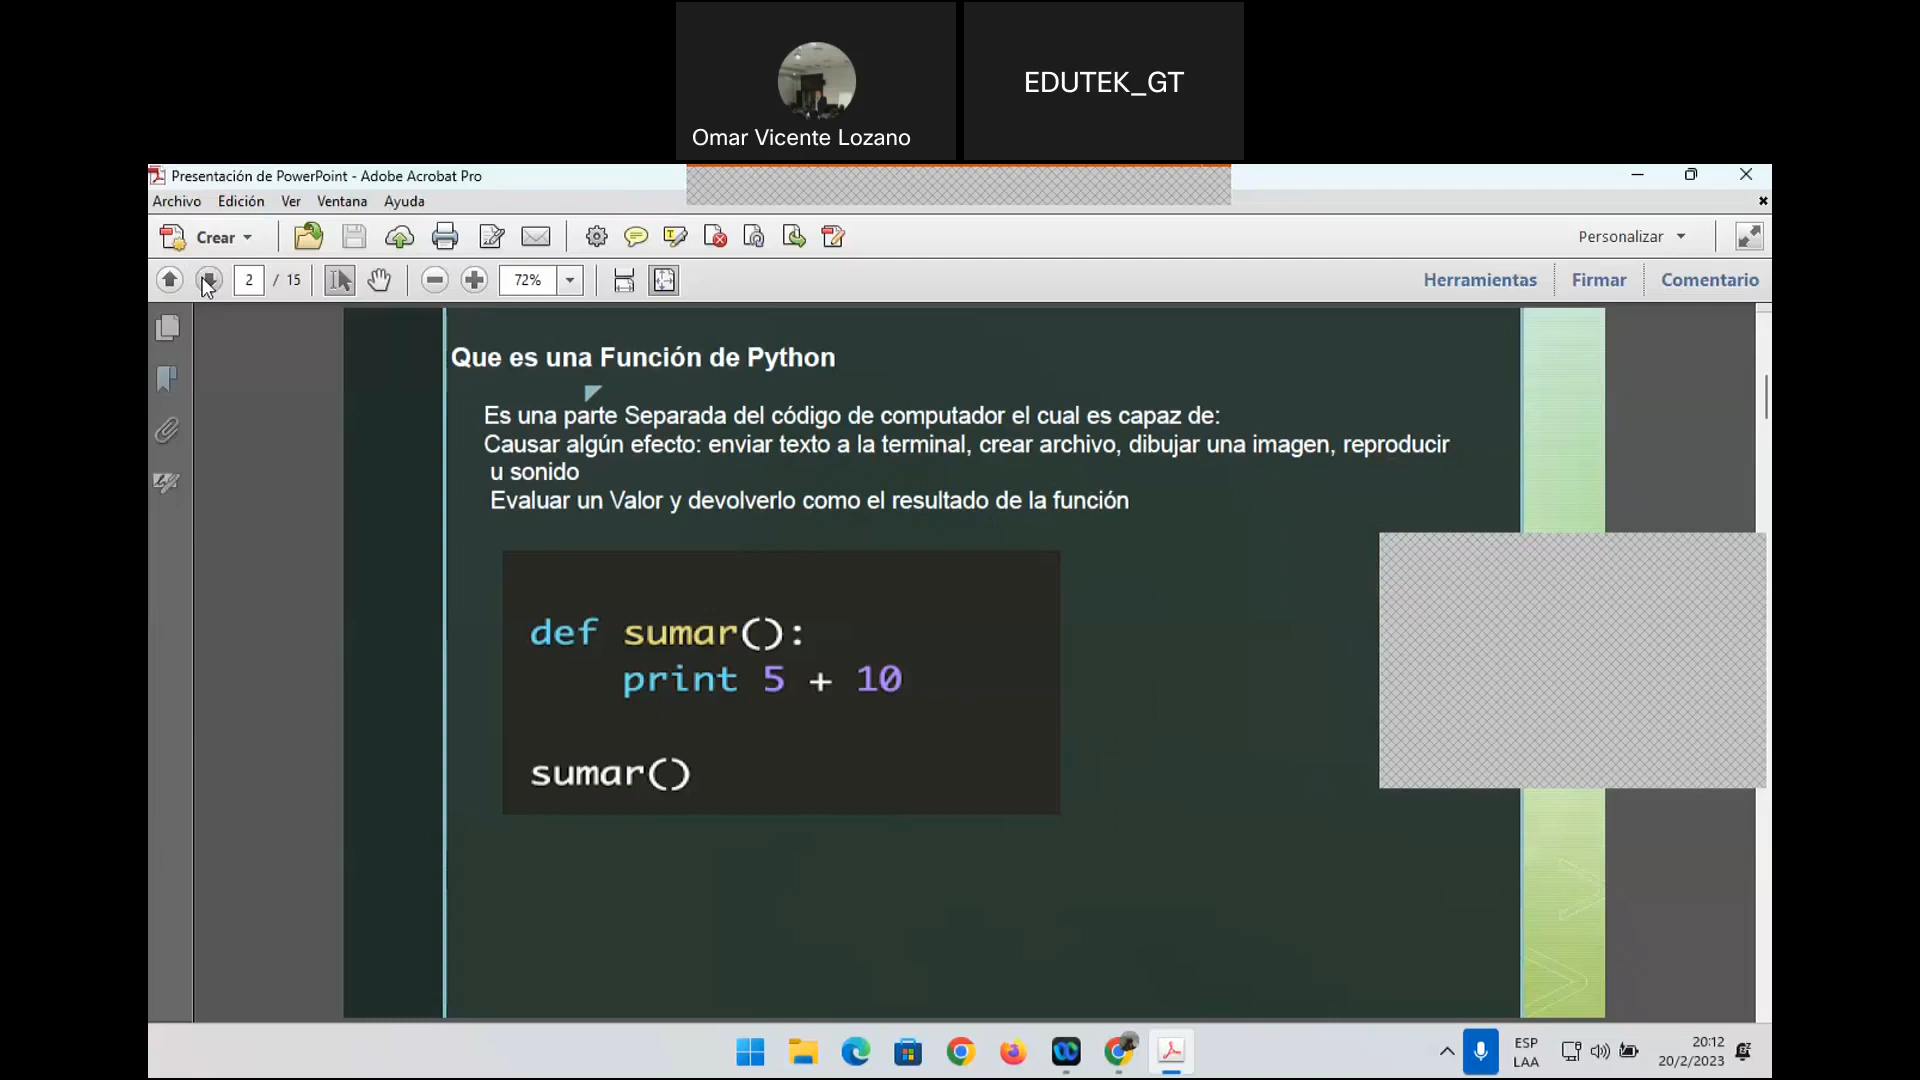 Omar Vicente Lozano
EDUTEK_GT
Presentación de PowerPoint - Adobe Acrobat Pro
Archivo Edición Ver Ventana Ayuda
Crear
Personalizar
2 / 15
72%
Herramientas Firmar Comentario
Que es una Función de Python
Es una parte Separada del código de computador el cual es capaz de:
Causar algún efecto: enviar texto a la terminal, crear archivo, dibujar una imagen, reproducir
u sonido
Evaluar un Valor y devolverlo como el resultado de la función
def sumar():
print 5 + 10
sumar()
ESP
LAA
20:12
20/2/2023